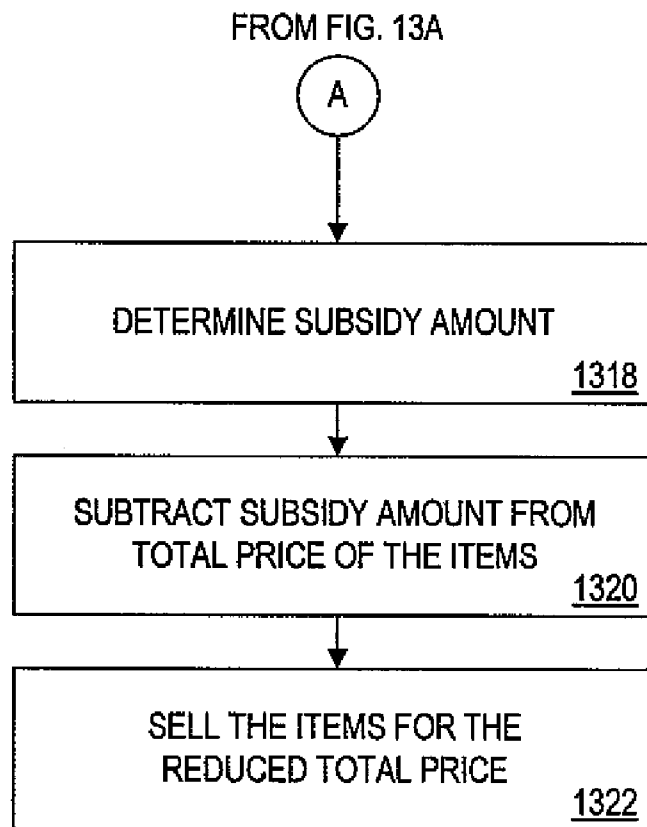 FROM FIG. 13A
A
DETERMINE SUBSIDY AMOUNT
1318
SUBTRACT SUBSIDY AMOUNT FROM
TOTAL PRICE OF THE ITEMS
1320
SELL THE ITEMS FOR THE
REDUCED TOTAL PRICE
1322